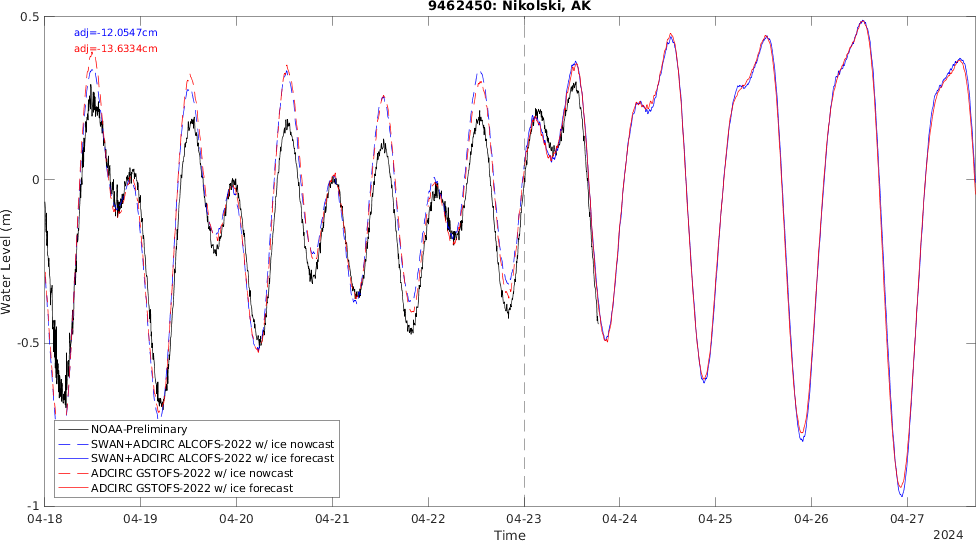 9462450: Nikolski, AK
adj=-12.0547cm
adj=-13.6334cm
0.5
0
-0.5
-1
Water Level (m)
NOAA-Preliminary
SWAN+ADCIRC ALCOFS-2022 w/ ice nowcast
SWAN+ADCIRC ALCOFS-2022 w/ ice forecast
ADCIRC GSTOFS-2022 w/ ice nowcast
ADCIRC GSTOFS-2022 w/ ice forecast
04-18 04-19 04-20 04-21 04-22 04-23 04-24 04-25 04-26 04-27
Time
2024